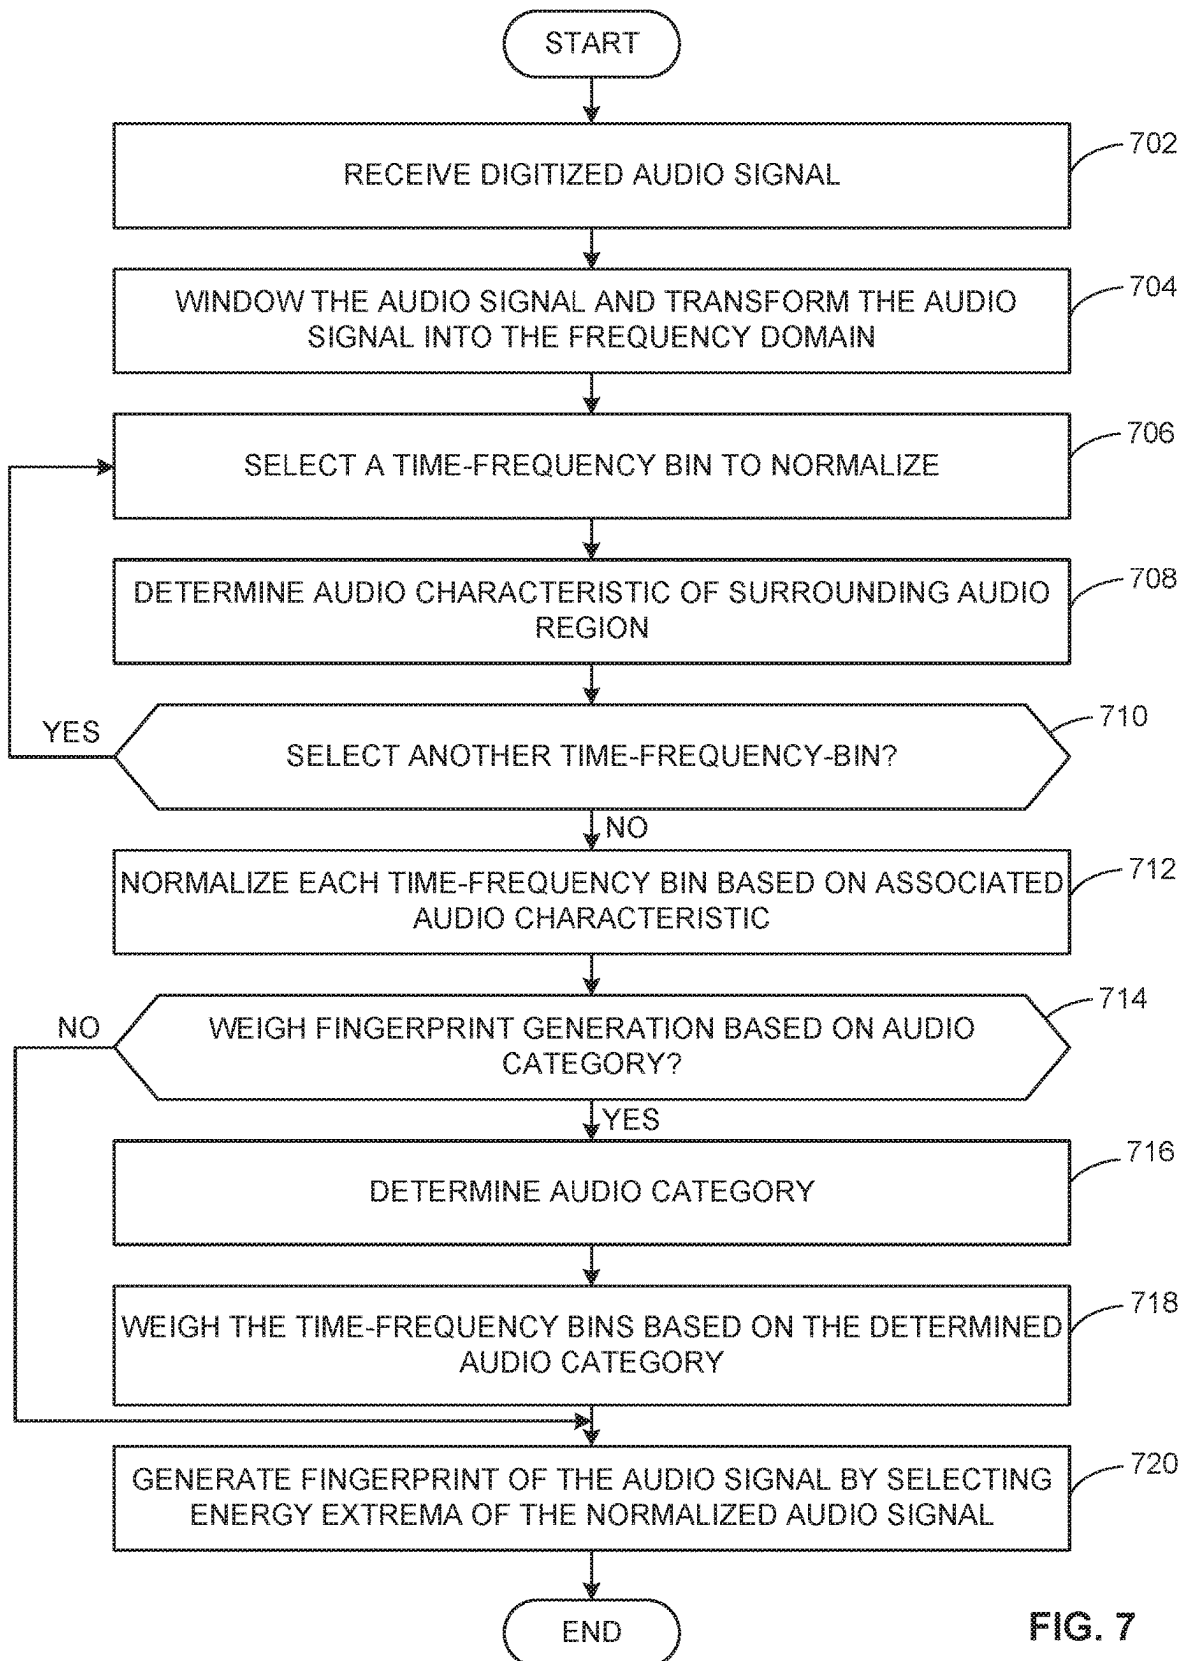 START
RECEIVE DIGITIZED AUDIO SIGNAL
702
WINDOW THE AUDIO SIGNAL AND TRANSFORM THE AUDIO
SIGNAL INTO THE FREQUENCY DOMAIN
704
SELECT A TIME-FREQUENCY BIN TO NORMALIZE
706
DETERMINE AUDIO CHARACTERISTIC OF SURROUNDING AUDIO
REGION
708
YES
SELECT ANOTHER TIME-FREQUENCY-BIN?
710
NO
NORMALIZE EACH TIME-FREQUENCY BIN BASED ON ASSOCIATED
AUDIO CHARACTERISTIC
712
NO
WEIGH FINGERPRINT GENERATION BASED ON AUDIO
CATEGORY?
714
YES
DETERMINE AUDIO CATEGORY
716
WEIGH THE TIME-FREQUENCY BINS BASED ON THE DETERMINED
AUDIO CATEGORY
718
GENERATE FINGERPRINT OF THE AUDIO SIGNAL BY SELECTING
ENERGY EXTREMA OF THE NORMALIZED AUDIO SIGNAL
720
END
FIG. 7